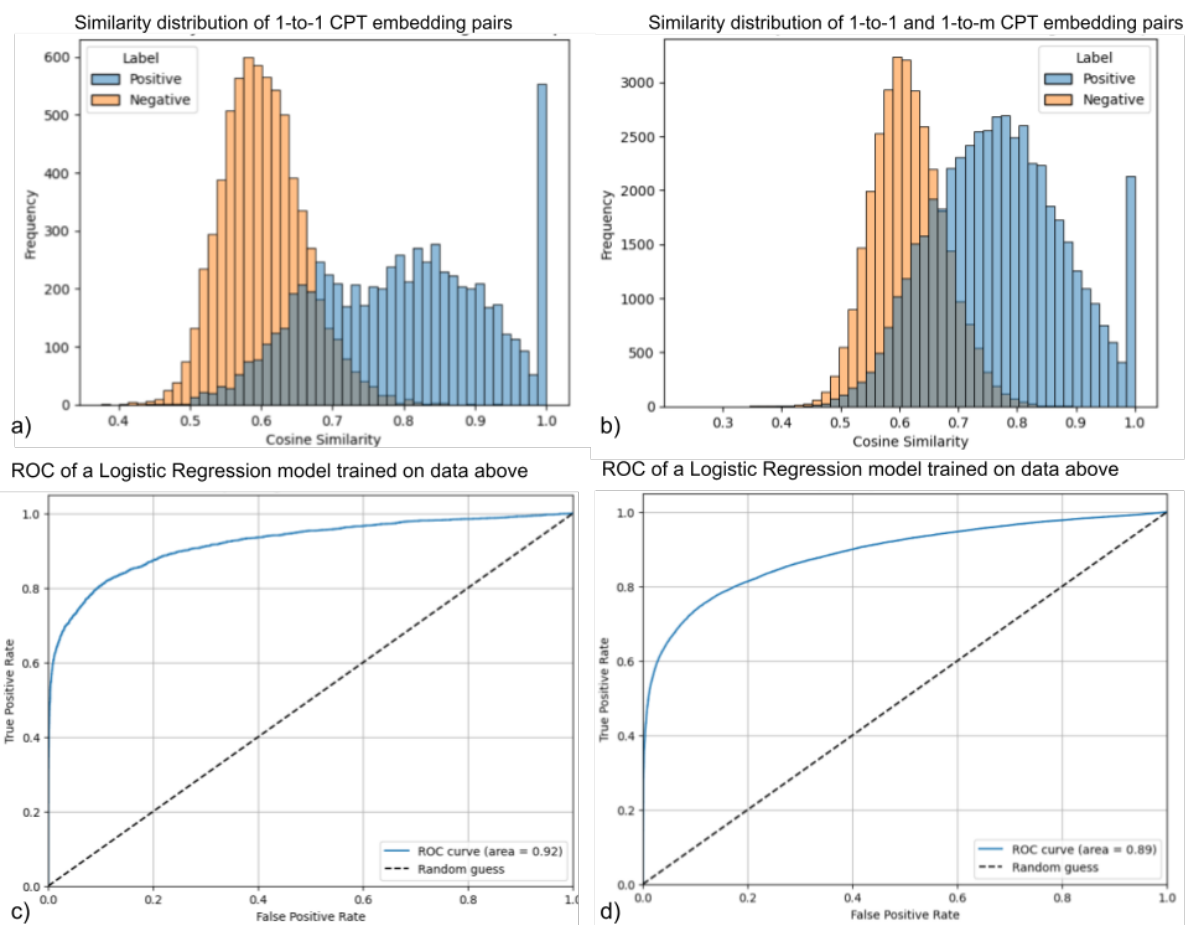 Similarity distribution of 1-to-1 CPT embedding pairs
600
500
400
300
200
100
0
Frequency
Label
Positive
Negative
0.4 0.5 0.6 0.7 0.8 0.9 1.0
Cosine Similarity
a)
Similarity distribution of 1-to-1 and 1-to-m CPT embedding pairs
3000
2500
2000
1500
1000
500
0
Frequency
Label
Positive
Negative
0.3 0.4 0.5 0.6 0.7 0.8 0.9 1.0
Cosine Similarity
b)
ROC of a Logistic Regression model trained on data above
1.0
0.8
0.6
0.4
0.2
0.0
True Positive Rate
ROC curve (area = 0.92)
Random guess
0.0 0.2 0.4 0.6 0.8 1.0
False Positive Rate
c)
ROC of a Logistic Regression model trained on data above
1.0
0.8
0.6
0.4
0.2
0.0
True Positive Rate
ROC curve (area = 0.89)
Random guess
0.0 0.2 0.4 0.6 0.8 1.0
False Positive Rate
d)